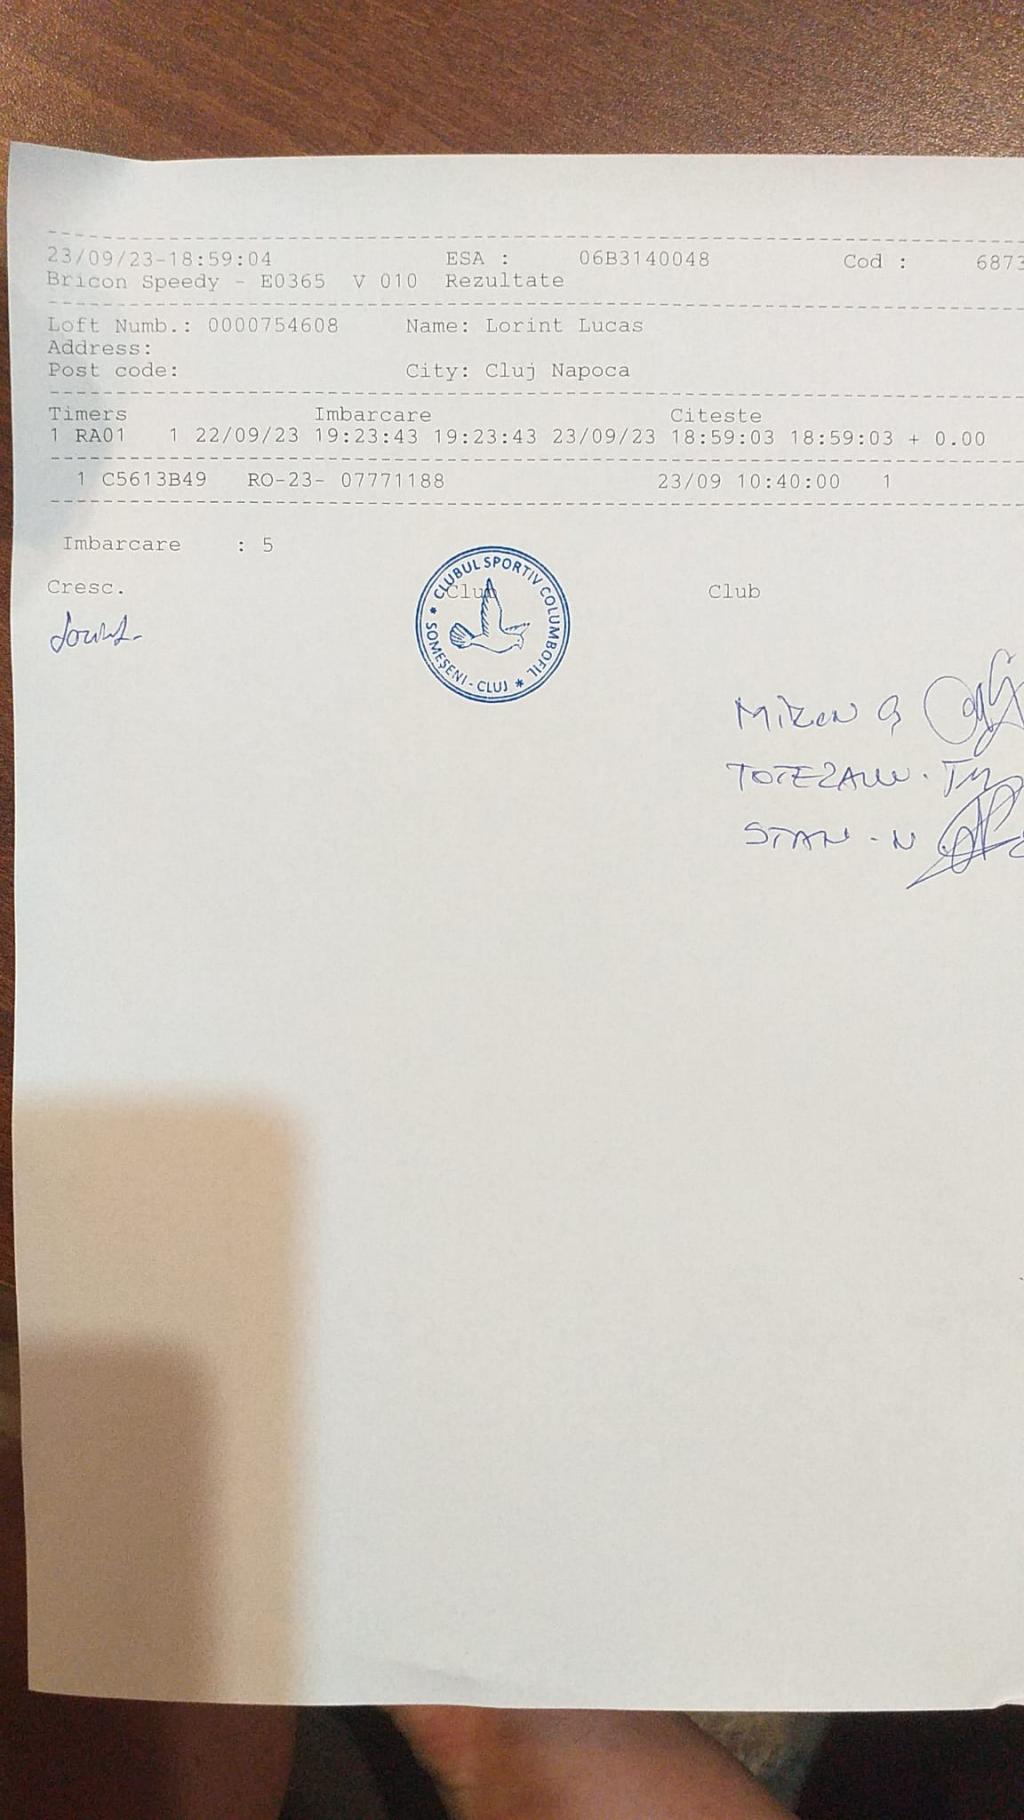 23/09/23-18:59:04 ESA : 06B3140048 Cod : 6873
Bricon Speedy - E0365 V 010 Rezultate
Loft Numb.: 0000754608 Name: Lorint Lucas
Address:
Post code: City: Cluj Napoca
Timers Imbarcare Citeste
1 RA01 1 22/09/23 19:23:43 19:23:43 23/09/23 18:59:03 18:59:03 + 0.00
1 C5613B49 RO-23- 07771188 23/09 10:40:00 1
Imbarcare : 5
Cresc. Club Club
* CLUBUL SPORTIV COLUMBOFIL *
SOMEȘENI - CLUJ
STAN - N